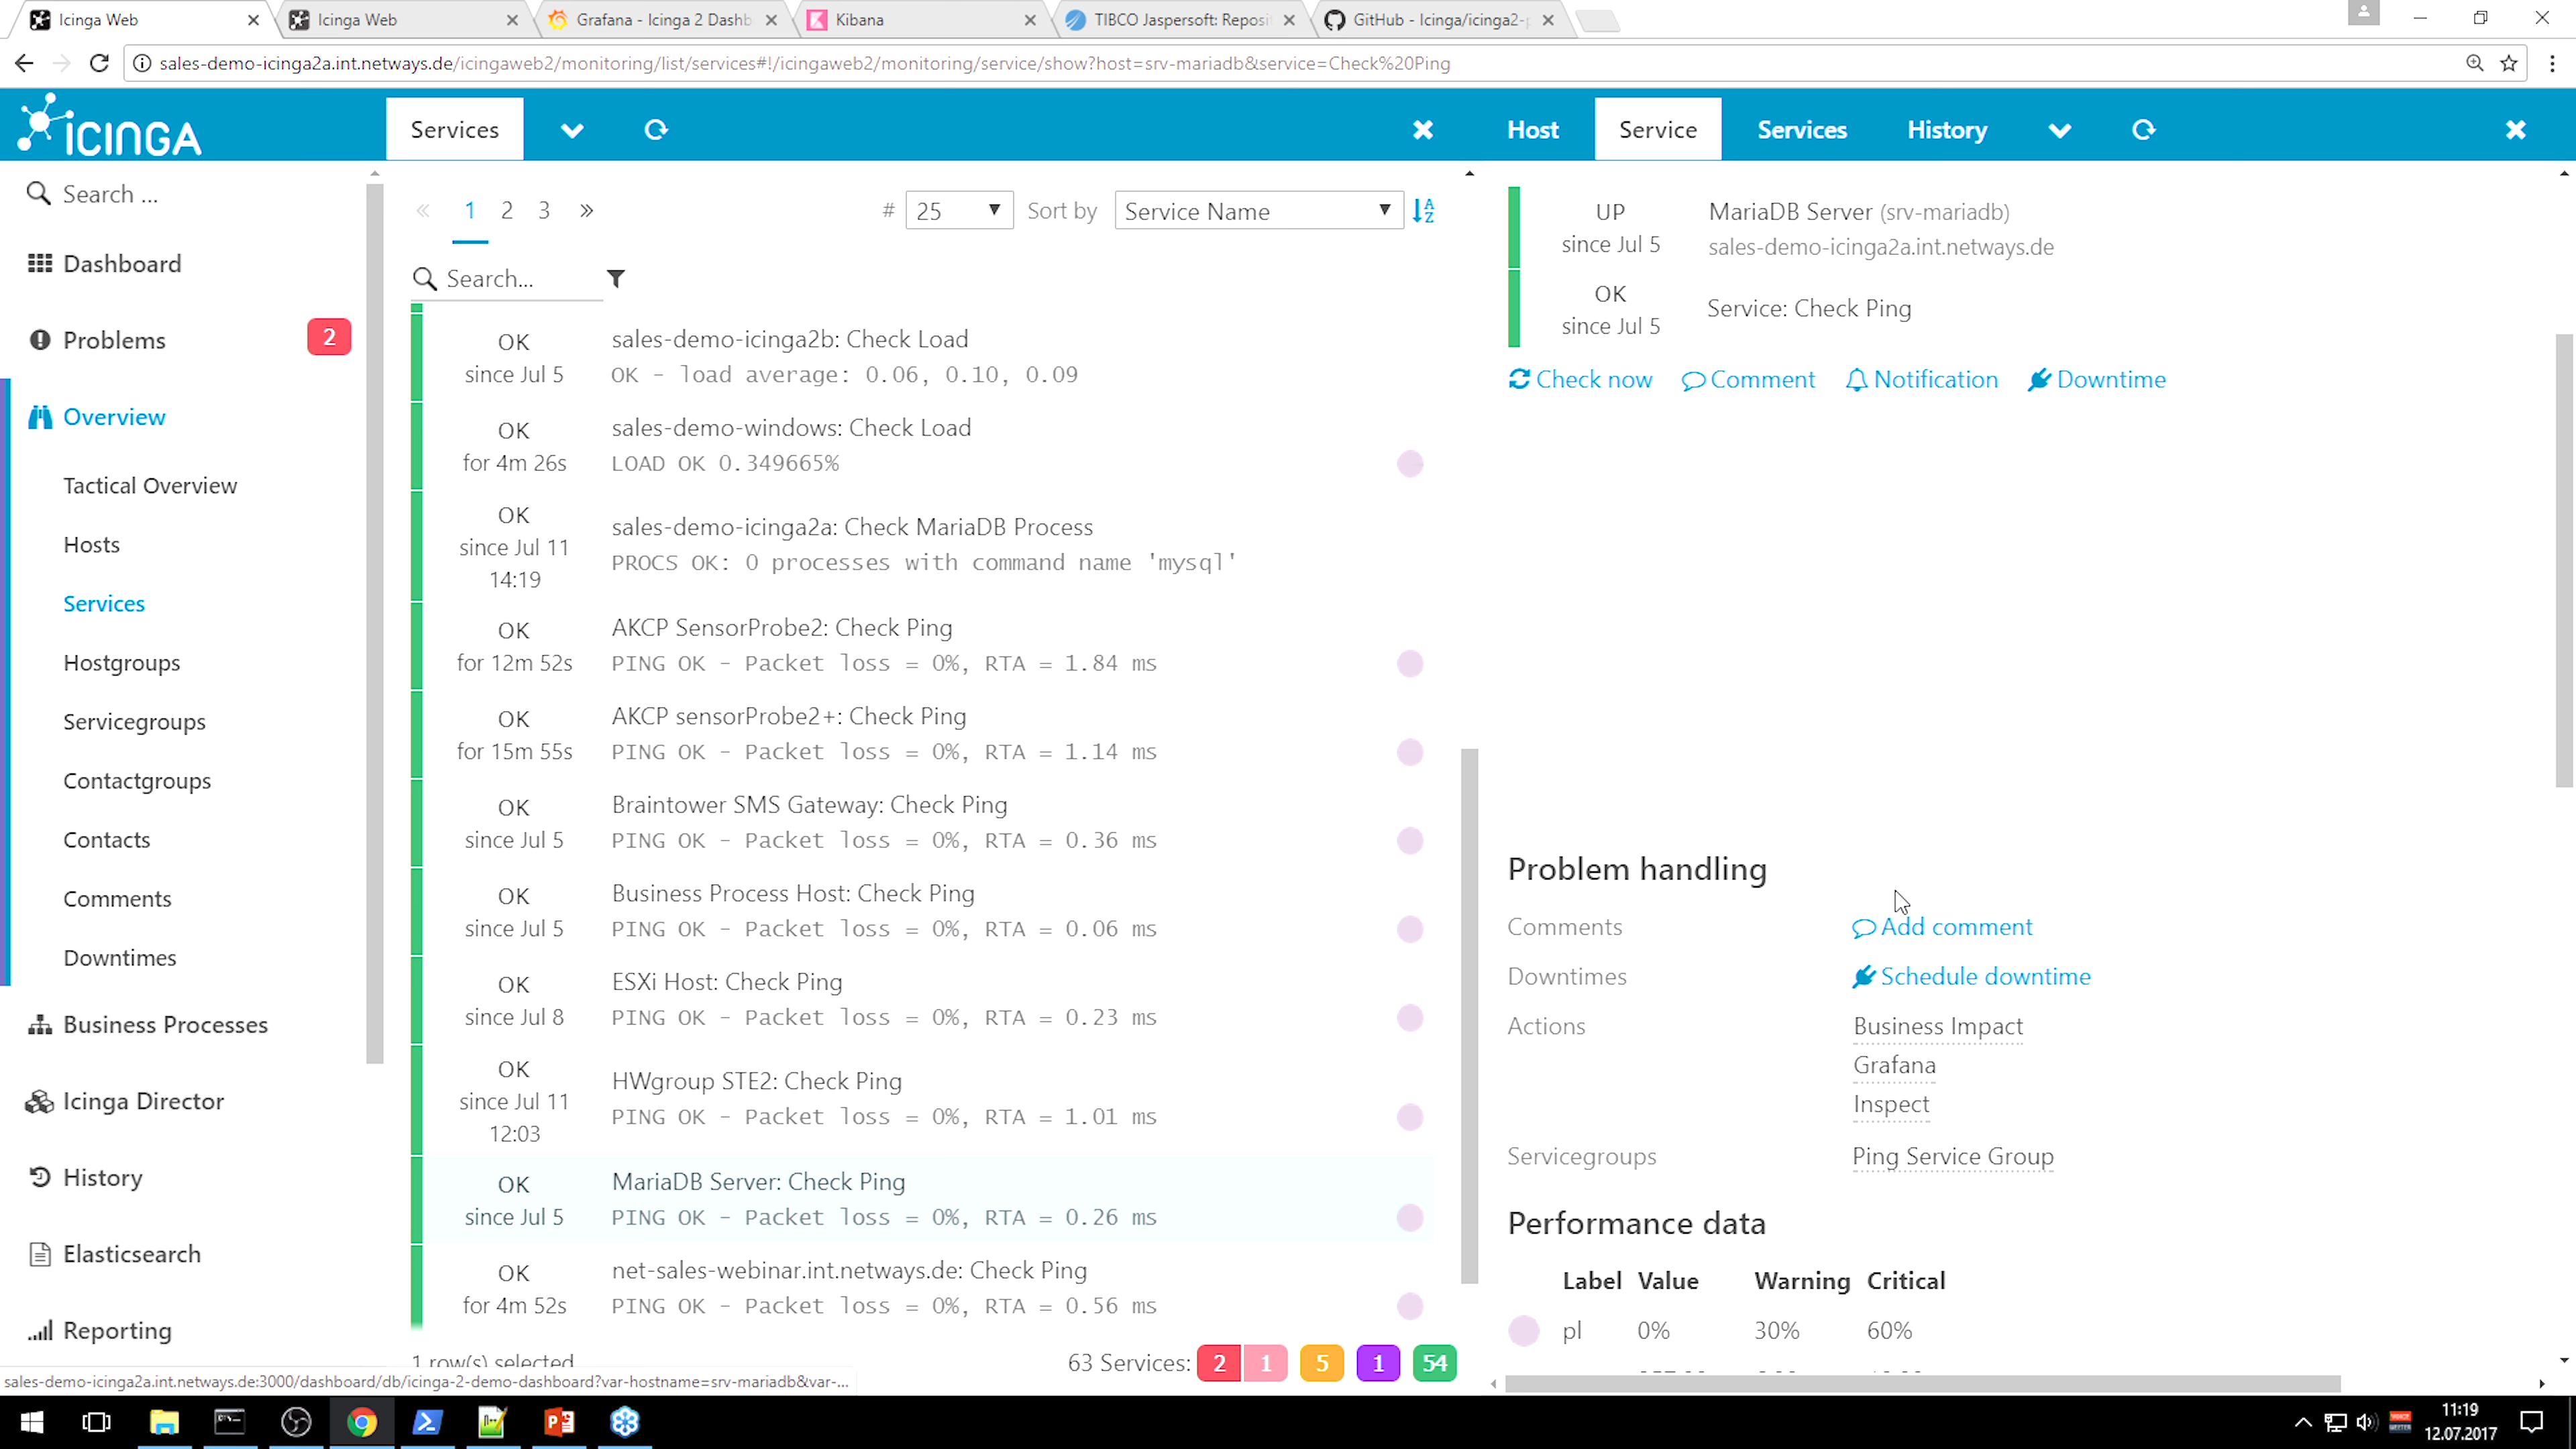 Icinga Web
Icinga Web
Grafana - Icinga 2 Dashb
Kibana
TIBCO Jaspersoft: Reposi
GitHub - Icinga/icinga2-p
sales-demo-icinga2a.int.netways.de/icingaweb2/monitoring/list/services#!/icingaweb2/monitoring/service/show?host=srv-mariadb&service=Check%20Ping
ICINGA
Services
Host
Service
Services
History
Search ...
Dashboard
Problems
2
Overview
Tactical Overview
Hosts
Services
Hostgroups
Servicegroups
Contactgroups
Contacts
Comments
Downtimes
Business Processes
Icinga Director
History
Elasticsearch
Reporting
« 1 2 3 »
# 25 Sort by Service Name
Search...
OK
since Jul 5
sales-demo-icinga2b: Check Load
OK - load average: 0.06, 0.10, 0.09
OK
for 4m 26s
sales-demo-windows: Check Load
LOAD OK 0.349665%
OK
since Jul 11
14:19
sales-demo-icinga2a: Check MariaDB Process
PROCS OK: 0 processes with command name 'mysql'
OK
for 12m 52s
AKCP SensorProbe2: Check Ping
PING OK - Packet loss = 0%, RTA = 1.84 ms
OK
for 15m 55s
AKCP sensorProbe2+: Check Ping
PING OK - Packet loss = 0%, RTA = 1.14 ms
OK
since Jul 5
Braintower SMS Gateway: Check Ping
PING OK - Packet loss = 0%, RTA = 0.36 ms
OK
since Jul 5
Business Process Host: Check Ping
PING OK - Packet loss = 0%, RTA = 0.06 ms
OK
since Jul 8
ESXi Host: Check Ping
PING OK - Packet loss = 0%, RTA = 0.23 ms
OK
since Jul 11
12:03
HWgroup STE2: Check Ping
PING OK - Packet loss = 0%, RTA = 1.01 ms
OK
since Jul 5
MariaDB Server: Check Ping
PING OK - Packet loss = 0%, RTA = 0.26 ms
OK
for 4m 52s
net-sales-webinar.int.netways.de: Check Ping
PING OK - Packet loss = 0%, RTA = 0.56 ms
1 row(s) selected
63 Services: 2 1 5 1 54
UP
since Jul 5
MariaDB Server (srv-mariadb)
sales-demo-icinga2a.int.netways.de
OK
since Jul 5
Service: Check Ping
Check now Comment Notification Downtime
Problem handling
Comments Add comment
Downtimes Schedule downtime
Actions Business Impact
Grafana
Inspect
Servicegroups Ping Service Group
Performance data
Label Value Warning Critical
pl 0% 30% 60%
sales-demo-icinga2a.int.netways.de:3000/dashboard/db/icinga-2-demo-dashboard?var-hostname=srv-mariadb&var-...
11:19
12.07.2017